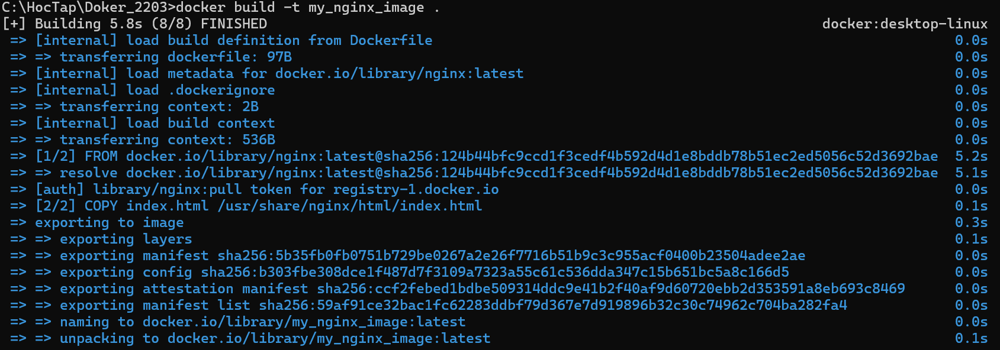 C:\HocTap\Doker_2203>docker build -t my_nginx_image .
[+] Building 5.8s (8/8) FINISHED docker:desktop-linux
=> [internal] load build definition from Dockerfile 0.0s
=> => transferring dockerfile: 97B 0.0s
=> [internal] load metadata for docker.io/library/nginx:latest 0.0s
=> [internal] load .dockerignore 0.0s
=> => transferring context: 2B 0.0s
=> [internal] load build context 0.0s
=> => transferring context: 536B 0.0s
=> [1/2] FROM docker.io/library/nginx:latest@sha256:124b44bfc9ccd1f3cedf4b592d4d1e8bddb78b51ec2ed5056c52d3692bae 5.2s
=> => resolve docker.io/library/nginx:latest@sha256:124b44bfc9ccd1f3cedf4b592d4d1e8bddb78b51ec2ed5056c52d3692bae 5.1s
=> [auth] library/nginx:pull token for registry-1.docker.io 0.0s
=> [2/2] COPY index.html /usr/share/nginx/html/index.html 0.1s
=> exporting to image 0.3s
=> => exporting layers 0.1s
=> => exporting manifest sha256:5b35fb0fb0751b729be0267a2e26f7716b51b9c3c955acf0400b23504adee2ae 0.0s
=> => exporting config sha256:b303fbe308dce1f487d7f3109a7323a55c61c536dda347c15b651bc5a8c166d5 0.0s
=> => exporting attestation manifest sha256:ccf2febed1bdbe509314ddc9e41b2f40af9d60720ebb2d353591a8eb693c8469 0.0s
=> => exporting manifest list sha256:59af91ce32bac1fc62283ddbf79d367e7d919896b32c30c74962c704ba282fa4 0.0s
=> => naming to docker.io/library/my_nginx_image:latest 0.0s
=> => unpacking to docker.io/library/my_nginx_image:latest 0.1s